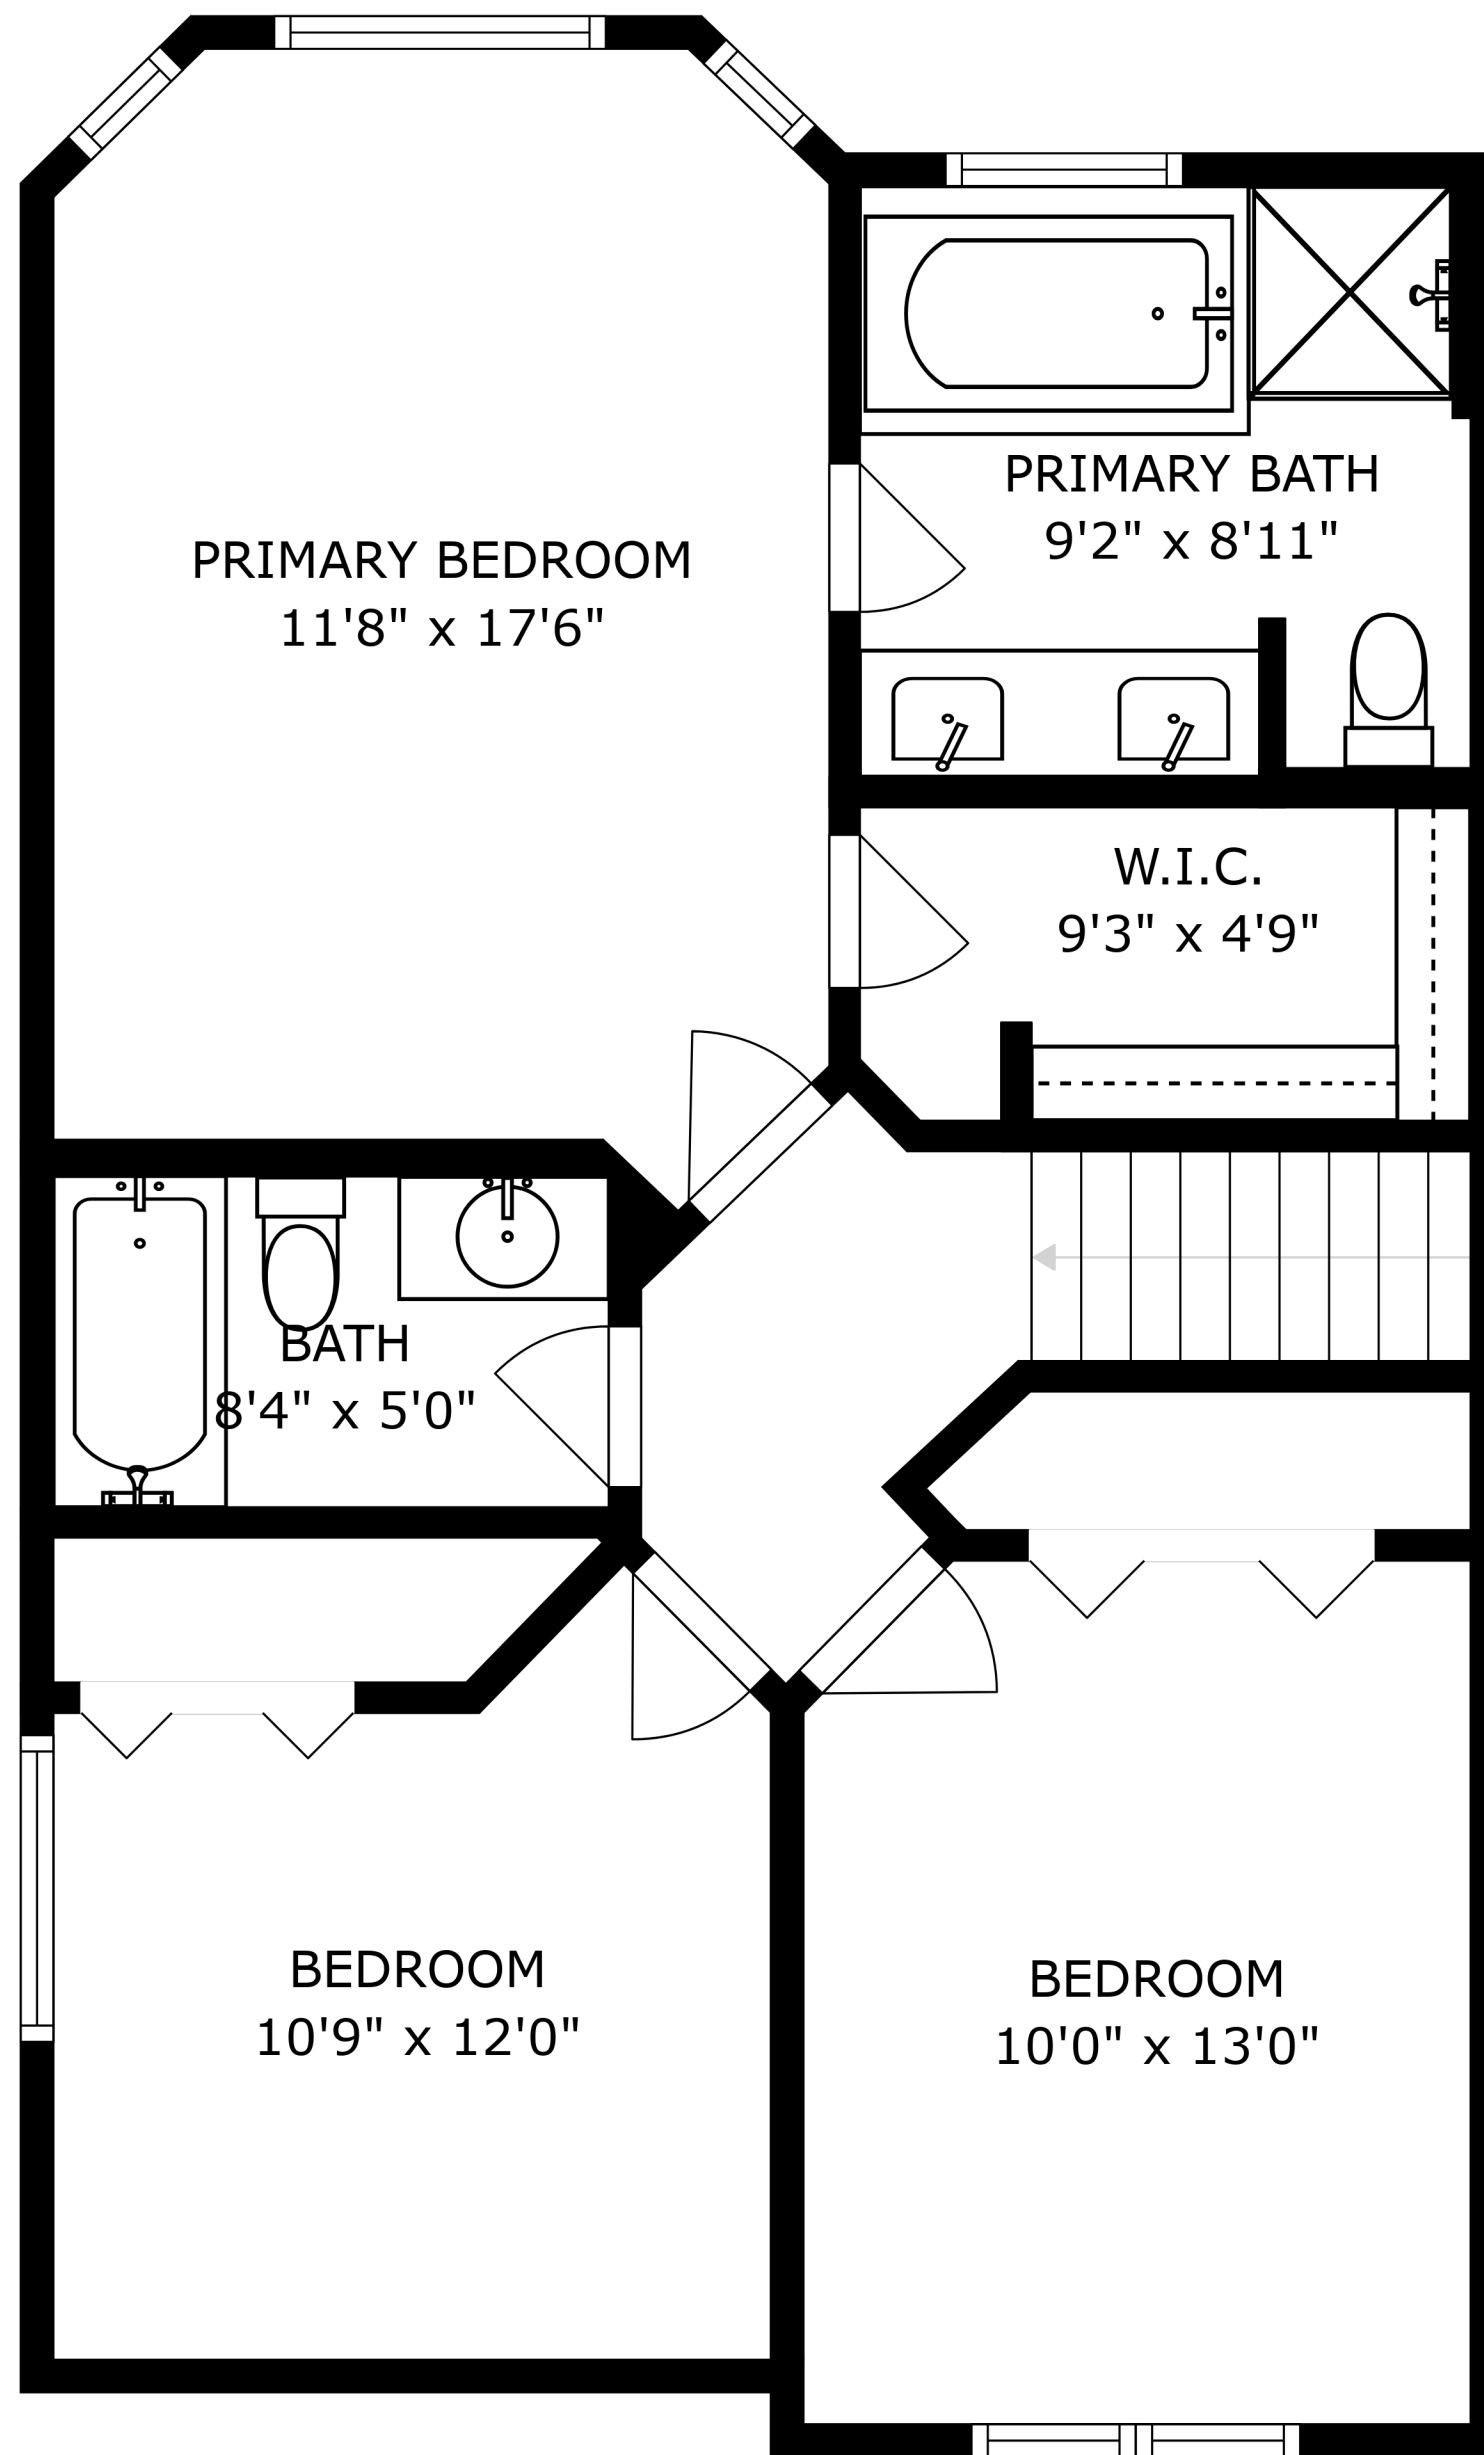 PRIMARY BEDROOM
11'8" x 17'6"
PRIMARY BATH
9'2" x 8'11"
W.I.C.
9'3" x 4'9"
BATH
8'4" x 5'0"
BEDROOM
10'9" x 12'0"
BEDROOM
10'0" x 13'0"